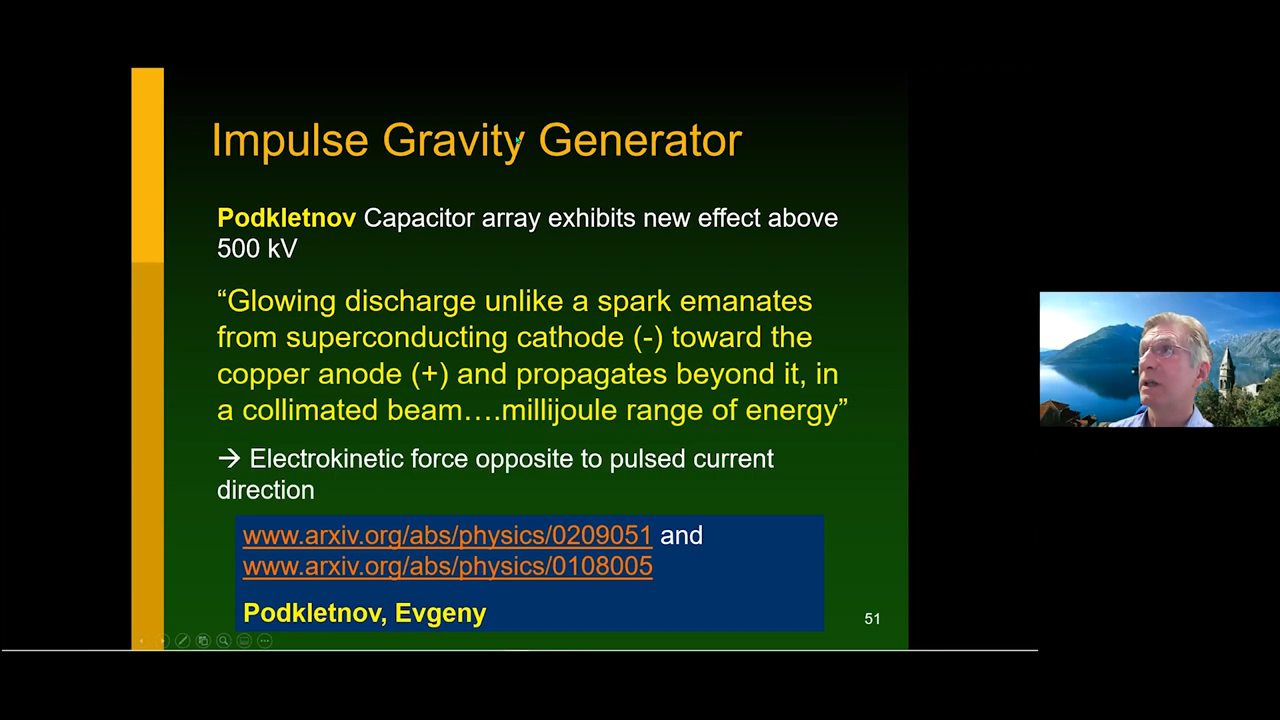 Impulse Gravity Generator
Podkletnov Capacitor array exhibits new effect above
500 kV
“Glowing discharge unlike a spark emanates
from superconducting cathode (-) toward the
copper anode (+) and propagates beyond it, in
a collimated beam….millijoule range of energy”
→ Electrokinetic force opposite to pulsed current
direction
www.arxiv.org/abs/physics/0209051 and
www.arxiv.org/abs/physics/0108005
Podkletnov, Evgeny
51